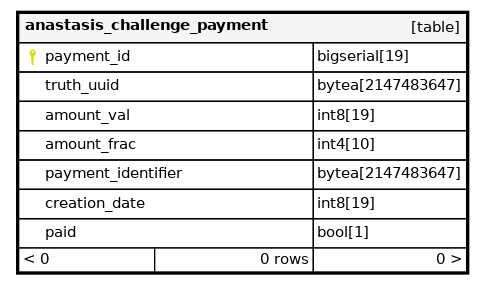 anastasis_challenge_payment [table]
payment_id bigserial[19]
truth_uuid bytea[2147483647]
amount_val int8[19]
amount_frac int4[10]
payment_identifier bytea[2147483647]
creation_date int8[19]
paid bool[1]
< 0 0 rows 0 >